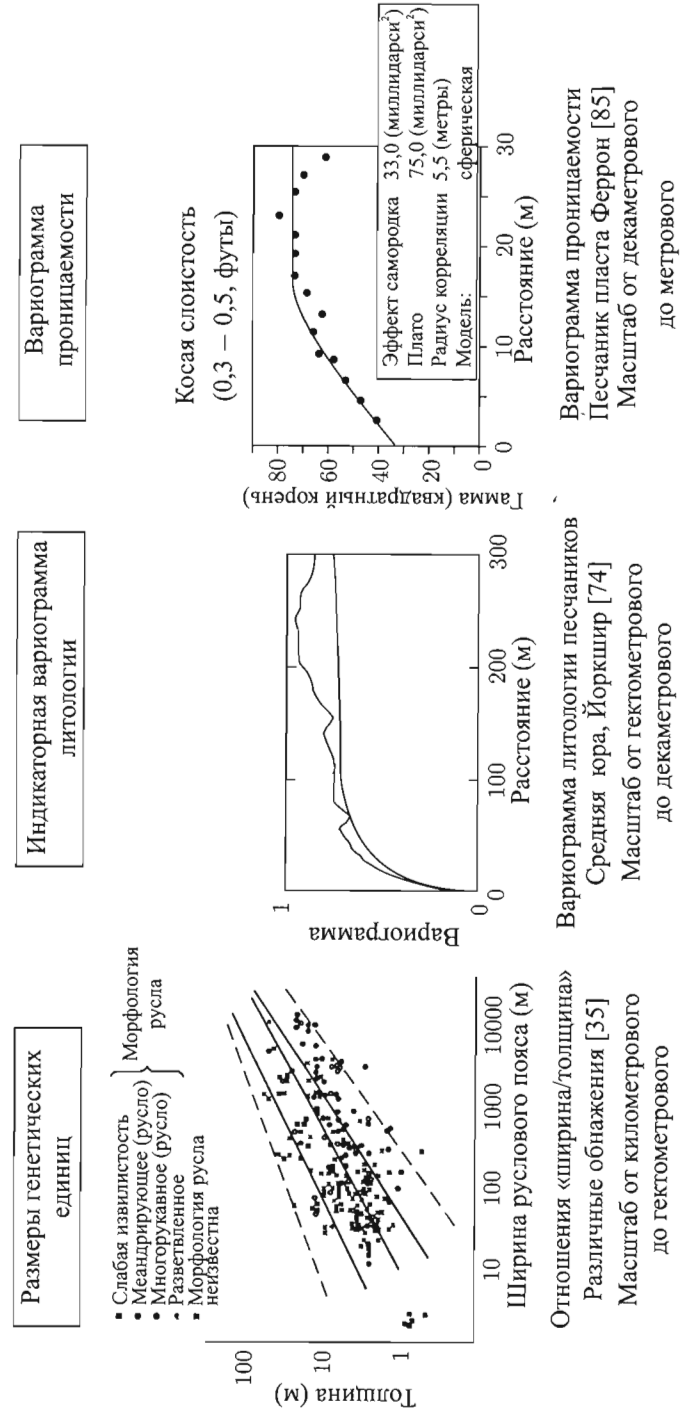 Размеры генетических
единиц
Слабая извилистость
Меандрирующее (русло)
Многорукавное (русло)
Разветвленное
Морфология русла
неизвестна
Морфология
русла
Толщина (м)
100
10
1
10
100
1000
10000
Ширина руслового пояса (м)
Отношения «ширина/толщина»
Различные обнажения [35]
Масштаб от километрового
до гектометрового
Индикаторная вариограмма
литологии
Вариограмма
1
0
0
100
200
300
Расстояние (м)
Вариограмма литологии песчаников
Средняя юра, Йоркшир [74]
Масштаб от гектометрового
до декаметрового
Вариограмма
проницаемости
Косая слоистость
(0,3 – 0,5, футы)
Гамма (квадратный корень)
80
60
40
20
0
0
10
20
30
Расстояние (м)
Эффект самородка 33,0 (миллидарси²)
Плато 75,0 (миллидарси²)
Радиус корреляции 5,5 (метры)
Модель: сферическая
Вариограмма проницаемости
Песчаник пласта Феррон [85]
Масштаб от декаметрового
до метрового